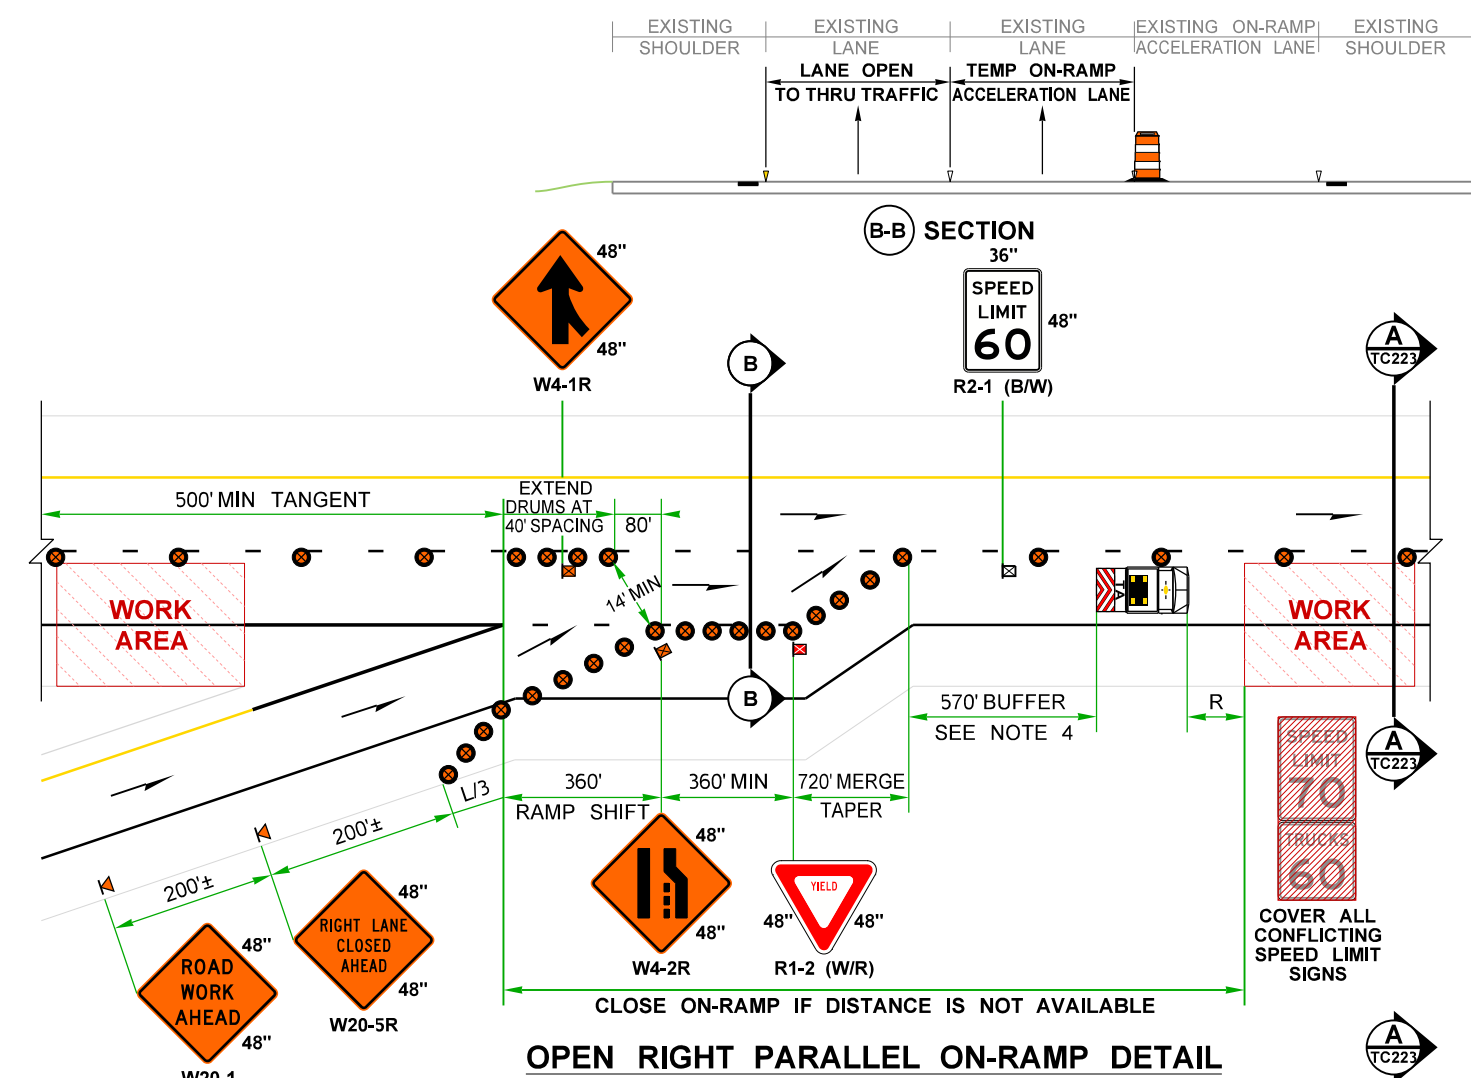 EXISTING SHOULDER
EXISTING LANE
EXISTING LANE
EXISTING ON-RAMP ACCELERATION LANE
EXISTING SHOULDER
LANE OPEN
TO THRU TRAFFIC
TEMP ON-RAMP
ACCELERATION LANE
B-B SECTION
48"
48"
W4-1R
36"
SPEED
LIMIT
60
48"
R2-1 (B/W)
B
A
TC223
500' MIN TANGENT
EXTEND
DRUMS AT
40' SPACING
80'
14' MIN
WORK
AREA
TA
WORK
AREA
B
570' BUFFER
SEE NOTE 4
R
A
TC223
L/3
360'
RAMP SHIFT
360' MIN
720' MERGE
TAPER
200'±
200'±
SPEED
LIMIT
70
TRUCKS
60
COVER ALL
CONFLICTING
SPEED LIMIT
SIGNS
48"
48"
W4-2R
YIELD
48"
48"
R1-2 (W/R)
RIGHT LANE
CLOSED
AHEAD
48"
48"
W20-5R
ROAD
WORK
AHEAD
48"
48"
W20-1
CLOSE ON-RAMP IF DISTANCE IS NOT AVAILABLE
OPEN RIGHT PARALLEL ON-RAMP DETAIL
A
TC223